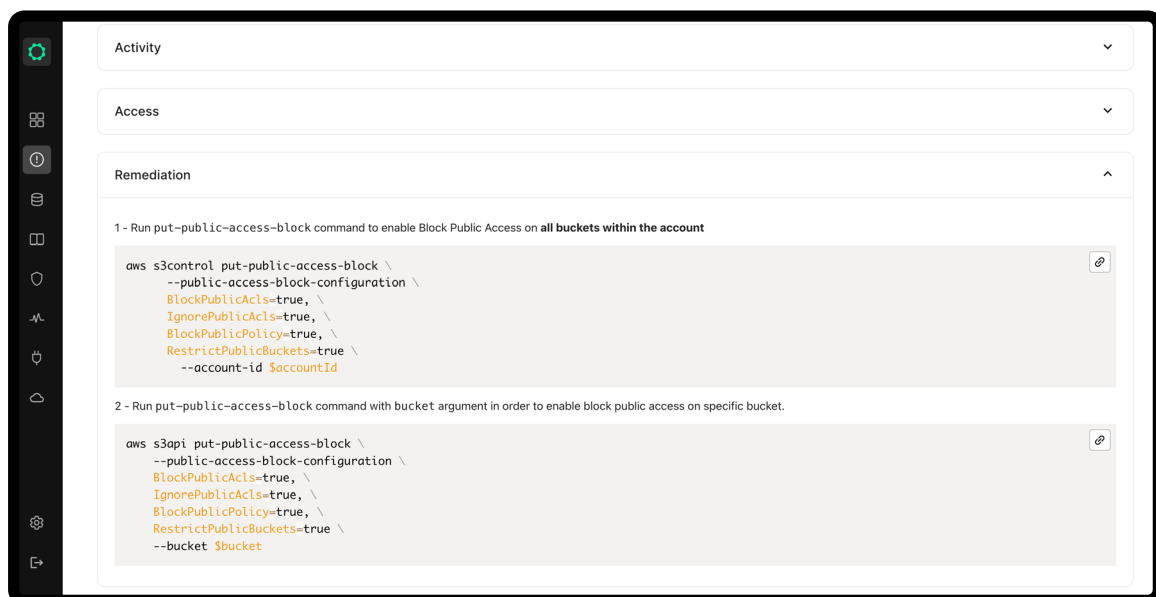 Activity
Access
Remediation
1 - Run put-public-access-block command to enable Block Public Access on all buckets within the account
aws s3control put-public-access-block \
--public-access-block-configuration \
BlockPublicAcls=true, \
IgnorePublicAcls=true, \
BlockPublicPolicy=true, \
RestrictPublicBuckets=true \
--account-id $accountId
2 - Run put-public-access-block command with bucket argument in order to enable block public access on specific bucket.
aws s3api put-public-access-block \
--public-access-block-configuration \
BlockPublicAcls=true, \
IgnorePublicAcls=true, \
BlockPublicPolicy=true, \
RestrictPublicBuckets=true \
--bucket $bucket